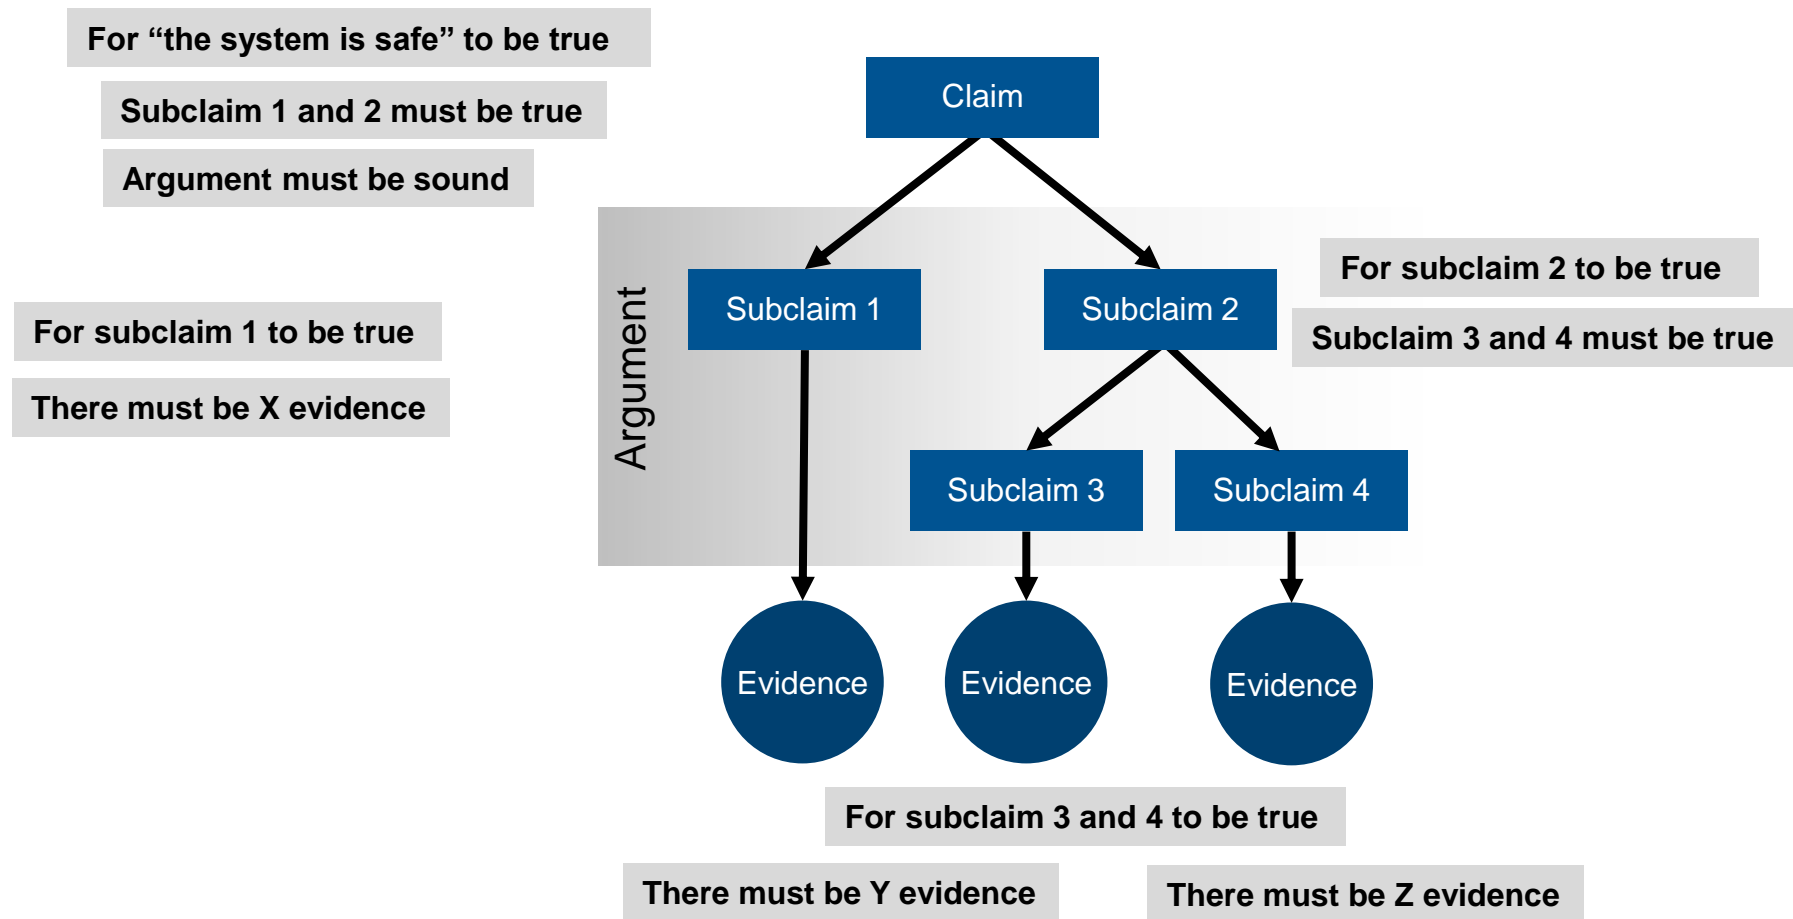 For “the system is safe” to be true
Subclaim 1 and 2 must be true
Argument must be sound
Claim
Argument
Subclaim 1
Subclaim 2
For subclaim 2 to be true
Subclaim 3 and 4 must be true
For subclaim 1 to be true
There must be X evidence
Subclaim 3
Subclaim 4
Evidence
Evidence
Evidence
For subclaim 3 and 4 to be true
There must be Y evidence
There must be Z evidence